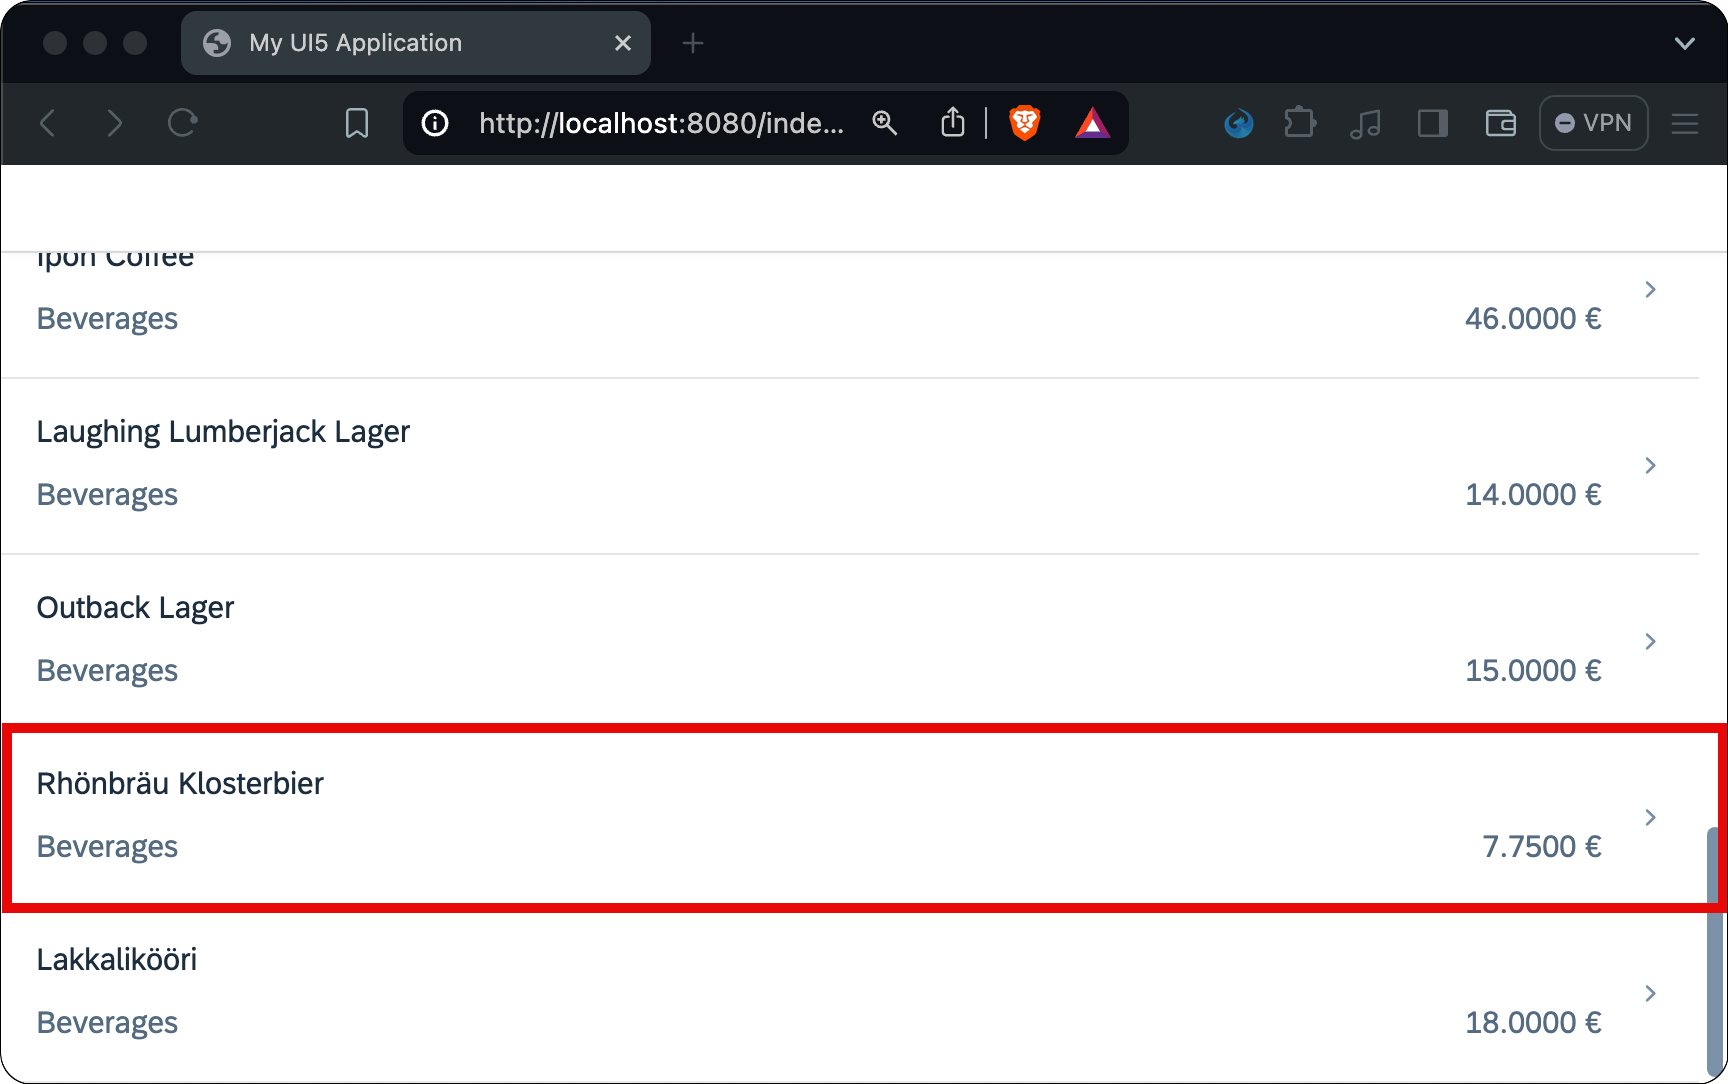 My UI5 Application
http://localhost:8080/inde...
VPN
Ipoh Coffee
Beverages
46.0000 €
Laughing Lumberjack Lager
Beverages
14.0000 €
Outback Lager
Beverages
15.0000 €
Rhönbräu Klosterbier
Beverages
7.7500 €
Lakkalikööri
Beverages
18.0000 €